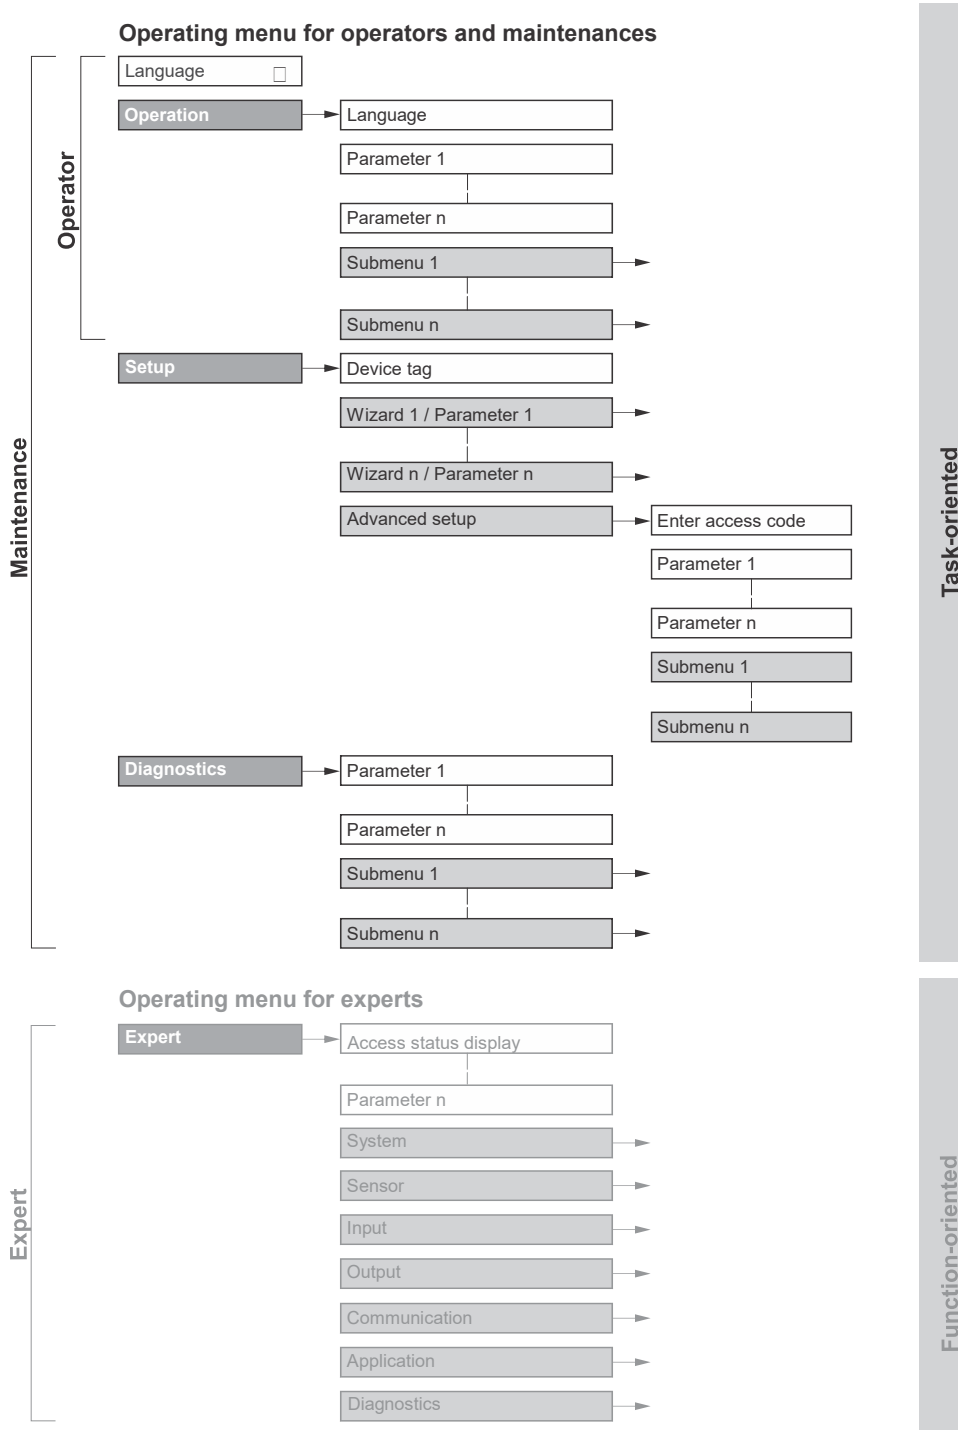 Operating menu for operators and maintenances
Language
Operation
Language
Parameter 1
Parameter n
Submenu 1
Submenu n
Operator
Setup
Device tag
Wizard 1 / Parameter 1
Wizard n / Parameter n
Advanced setup
Enter access code
Parameter 1
Parameter n
Submenu 1
Submenu n
Maintenance
Task-oriented
Diagnostics
Parameter 1
Parameter n
Submenu 1
Submenu n
Operating menu for experts
Expert
Access status display
Parameter n
System
Sensor
Input
Output
Communication
Application
Diagnostics
Expert
Function-oriented